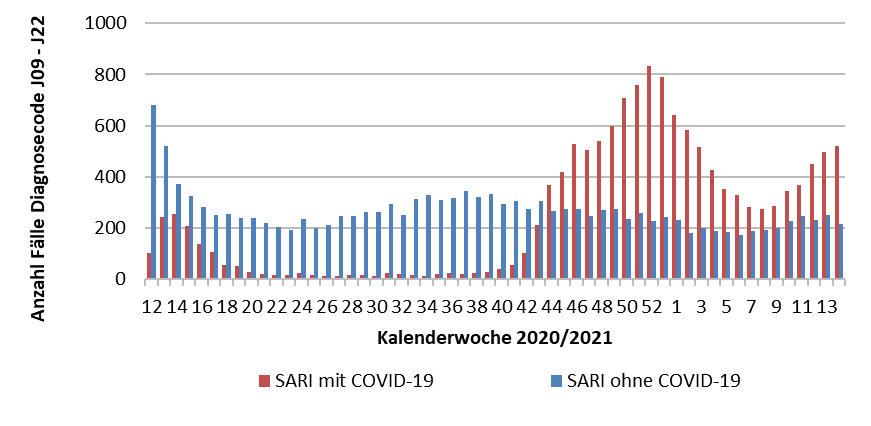 Anzahl Fälle Diagnosecode J09 - J22
1000
800
600
400
200
0
12 14 16 18 20 22 24 26 28 30 32 34 36 38 40 42 44 46 48 50 52 1 3 5 7 9 11 13
Kalenderwoche 2020/2021
SARI mit COVID-19 SARI ohne COVID-19